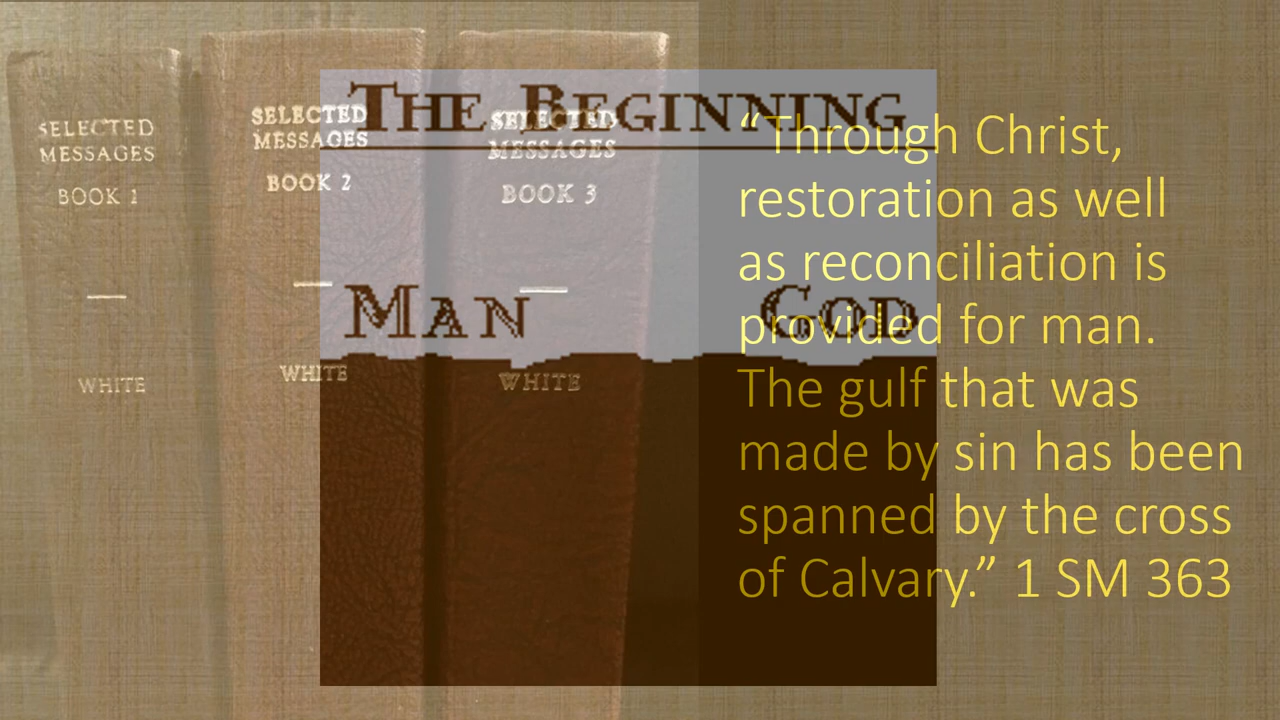 SELECTED
MESSAGES
BOOK 1
WHITE
SELECTED
MESSAGES
BOOK 2
WHITE
SELECTED
MESSAGES
BOOK 3
WHITE
THE BEGINNING
MAN
GOD
“Through Christ,
restoration as well
as reconciliation is
provided for man.
The gulf that was
made by sin has been
spanned by the cross
of Calvary.” 1 SM 363